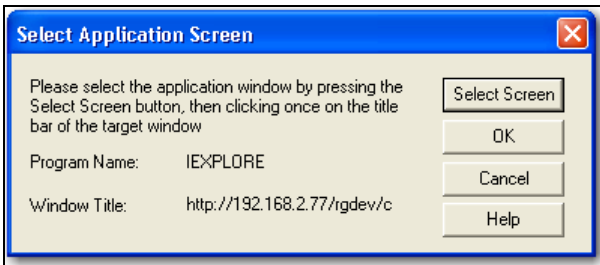 Select Application Screen
Please select the application window by pressing the
Select Screen button, then clicking once on the title
bar of the target window
Program Name: IEXPLORE
Window Title: http://192.168.2.77/rgdev/c
Select Screen
OK
Cancel
Help